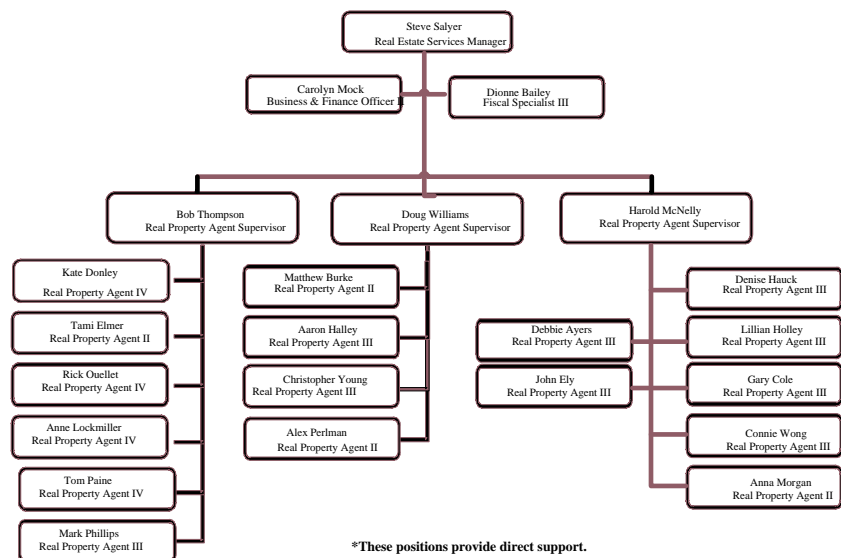 Steve Salyer
Real Estate Services Manager
Carolyn Mock
Business & Finance Officer II
Dionne Bailey
Fiscal Specialist III
Bob Thompson
Real Property Agent Supervisor
Doug Williams
Real Property Agent Supervisor
Harold McNelly
Real Property Agent Supervisor
Kate Donley
Real Property Agent IV
Tami Elmer
Real Property Agent II
Rick Ouellet
Real Property Agent IV
Anne Lockmiller
Real Property Agent IV
Tom Paine
Real Property Agent IV
Mark Phillips
Real Property Agent III
Matthew Burke
Real Property Agent II
Aaron Halley
Real Property Agent III
Christopher Young
Real Property Agent III
Alex Perlman
Real Property Agent II
Debbie Ayers
Real Property Agent III
John Ely
Real Property Agent III
Denise Hauck
Real Property Agent III
Lillian Holley
Real Property Agent III
Gary Cole
Real Property Agent III
Connie Wong
Real Property Agent III
Anna Morgan
Real Property Agent II
*These positions provide direct support.